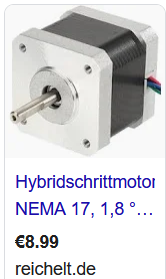 Hybridschrittmotor
NEMA 17, 1,8 °...
€8.99
reichelt.de